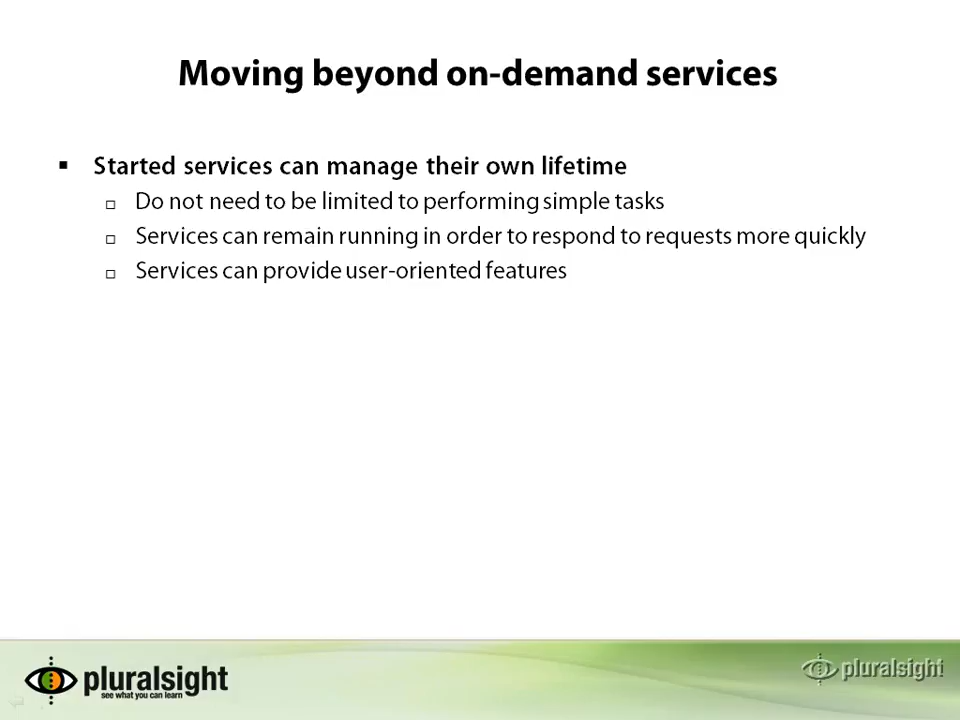 Moving beyond on-demand services
▪ Started services can manage their own lifetime
□ Do not need to be limited to performing simple tasks
□ Services can remain running in order to respond to requests more quickly
□ Services can provide user-oriented features
pluralsight
see what you can learn
pluralsight